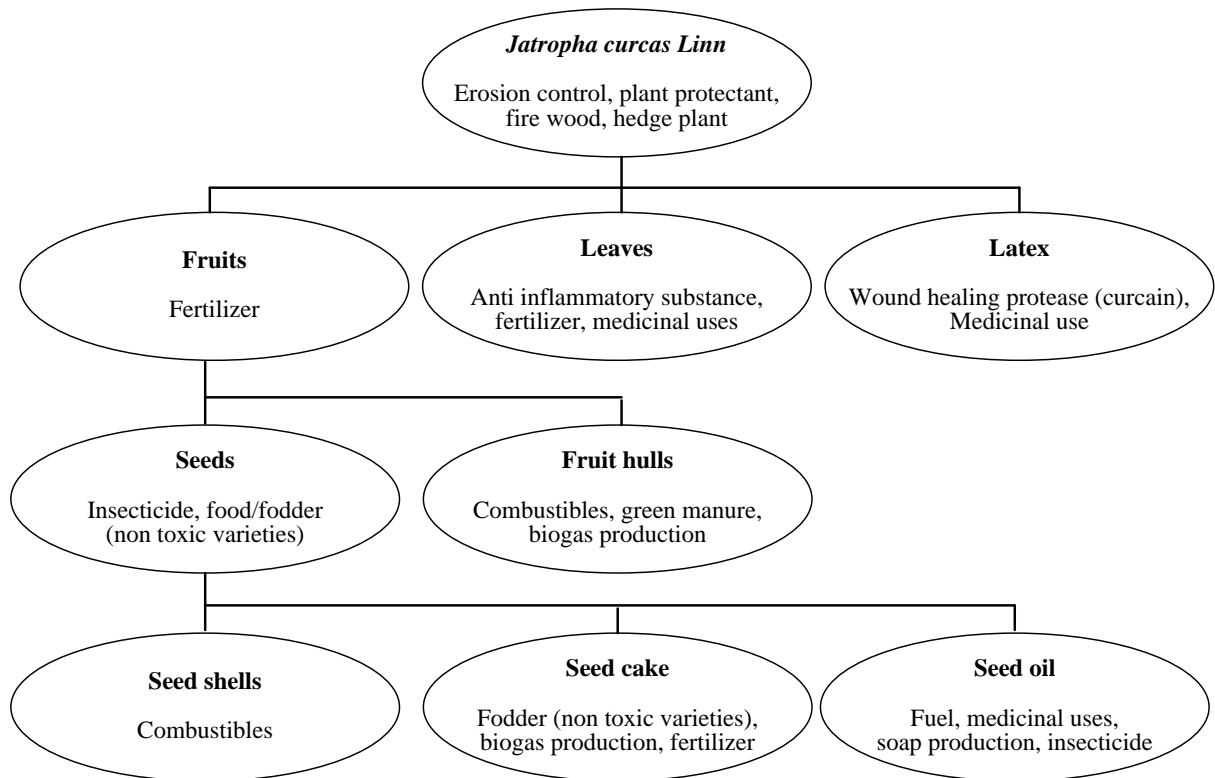 Jatropha curcas Linn
Erosion control, plant protectant,
fire wood, hedge plant
Fruits
Fertilizer
Leaves
Anti inflammatory substance,
fertilizer, medicinal uses
Latex
Wound healing protease (curcain),
Medicinal use
Seeds
Insecticide, food/fodder
(non toxic varieties)
Fruit hulls
Combustibles, green manure,
biogas production
Seed shells
Combustibles
Seed cake
Fodder (non toxic varieties),
biogas production, fertilizer
Seed oil
Fuel, medicinal uses,
soap production, insecticide